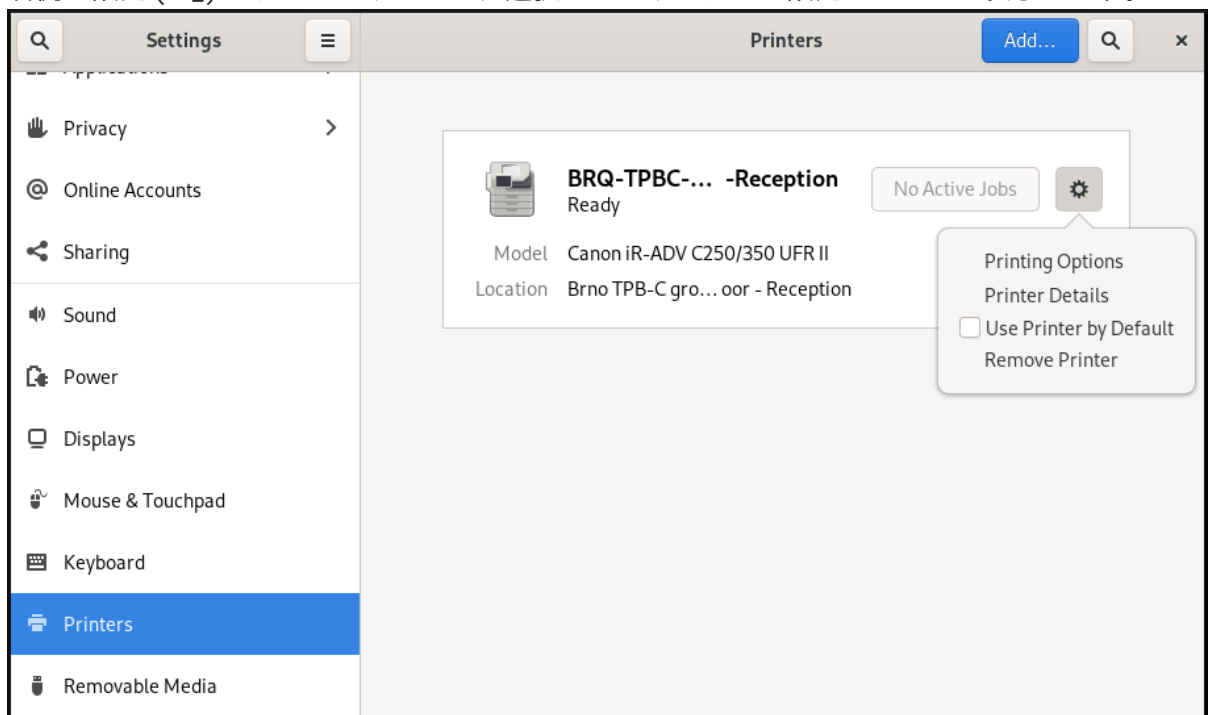 Settings
Printers
Add...
Privacy
Online Accounts
Sharing
Sound
Power
Displays
Mouse & Touchpad
Keyboard
Printers
Removable Media
BRQ-TPBC-... -Reception
Ready
No Active Jobs
Model Canon iR-ADV C250/350 UFR II
Location Brno TPB-C gro... oor - Reception
Printing Options
Printer Details
Use Printer by Default
Remove Printer